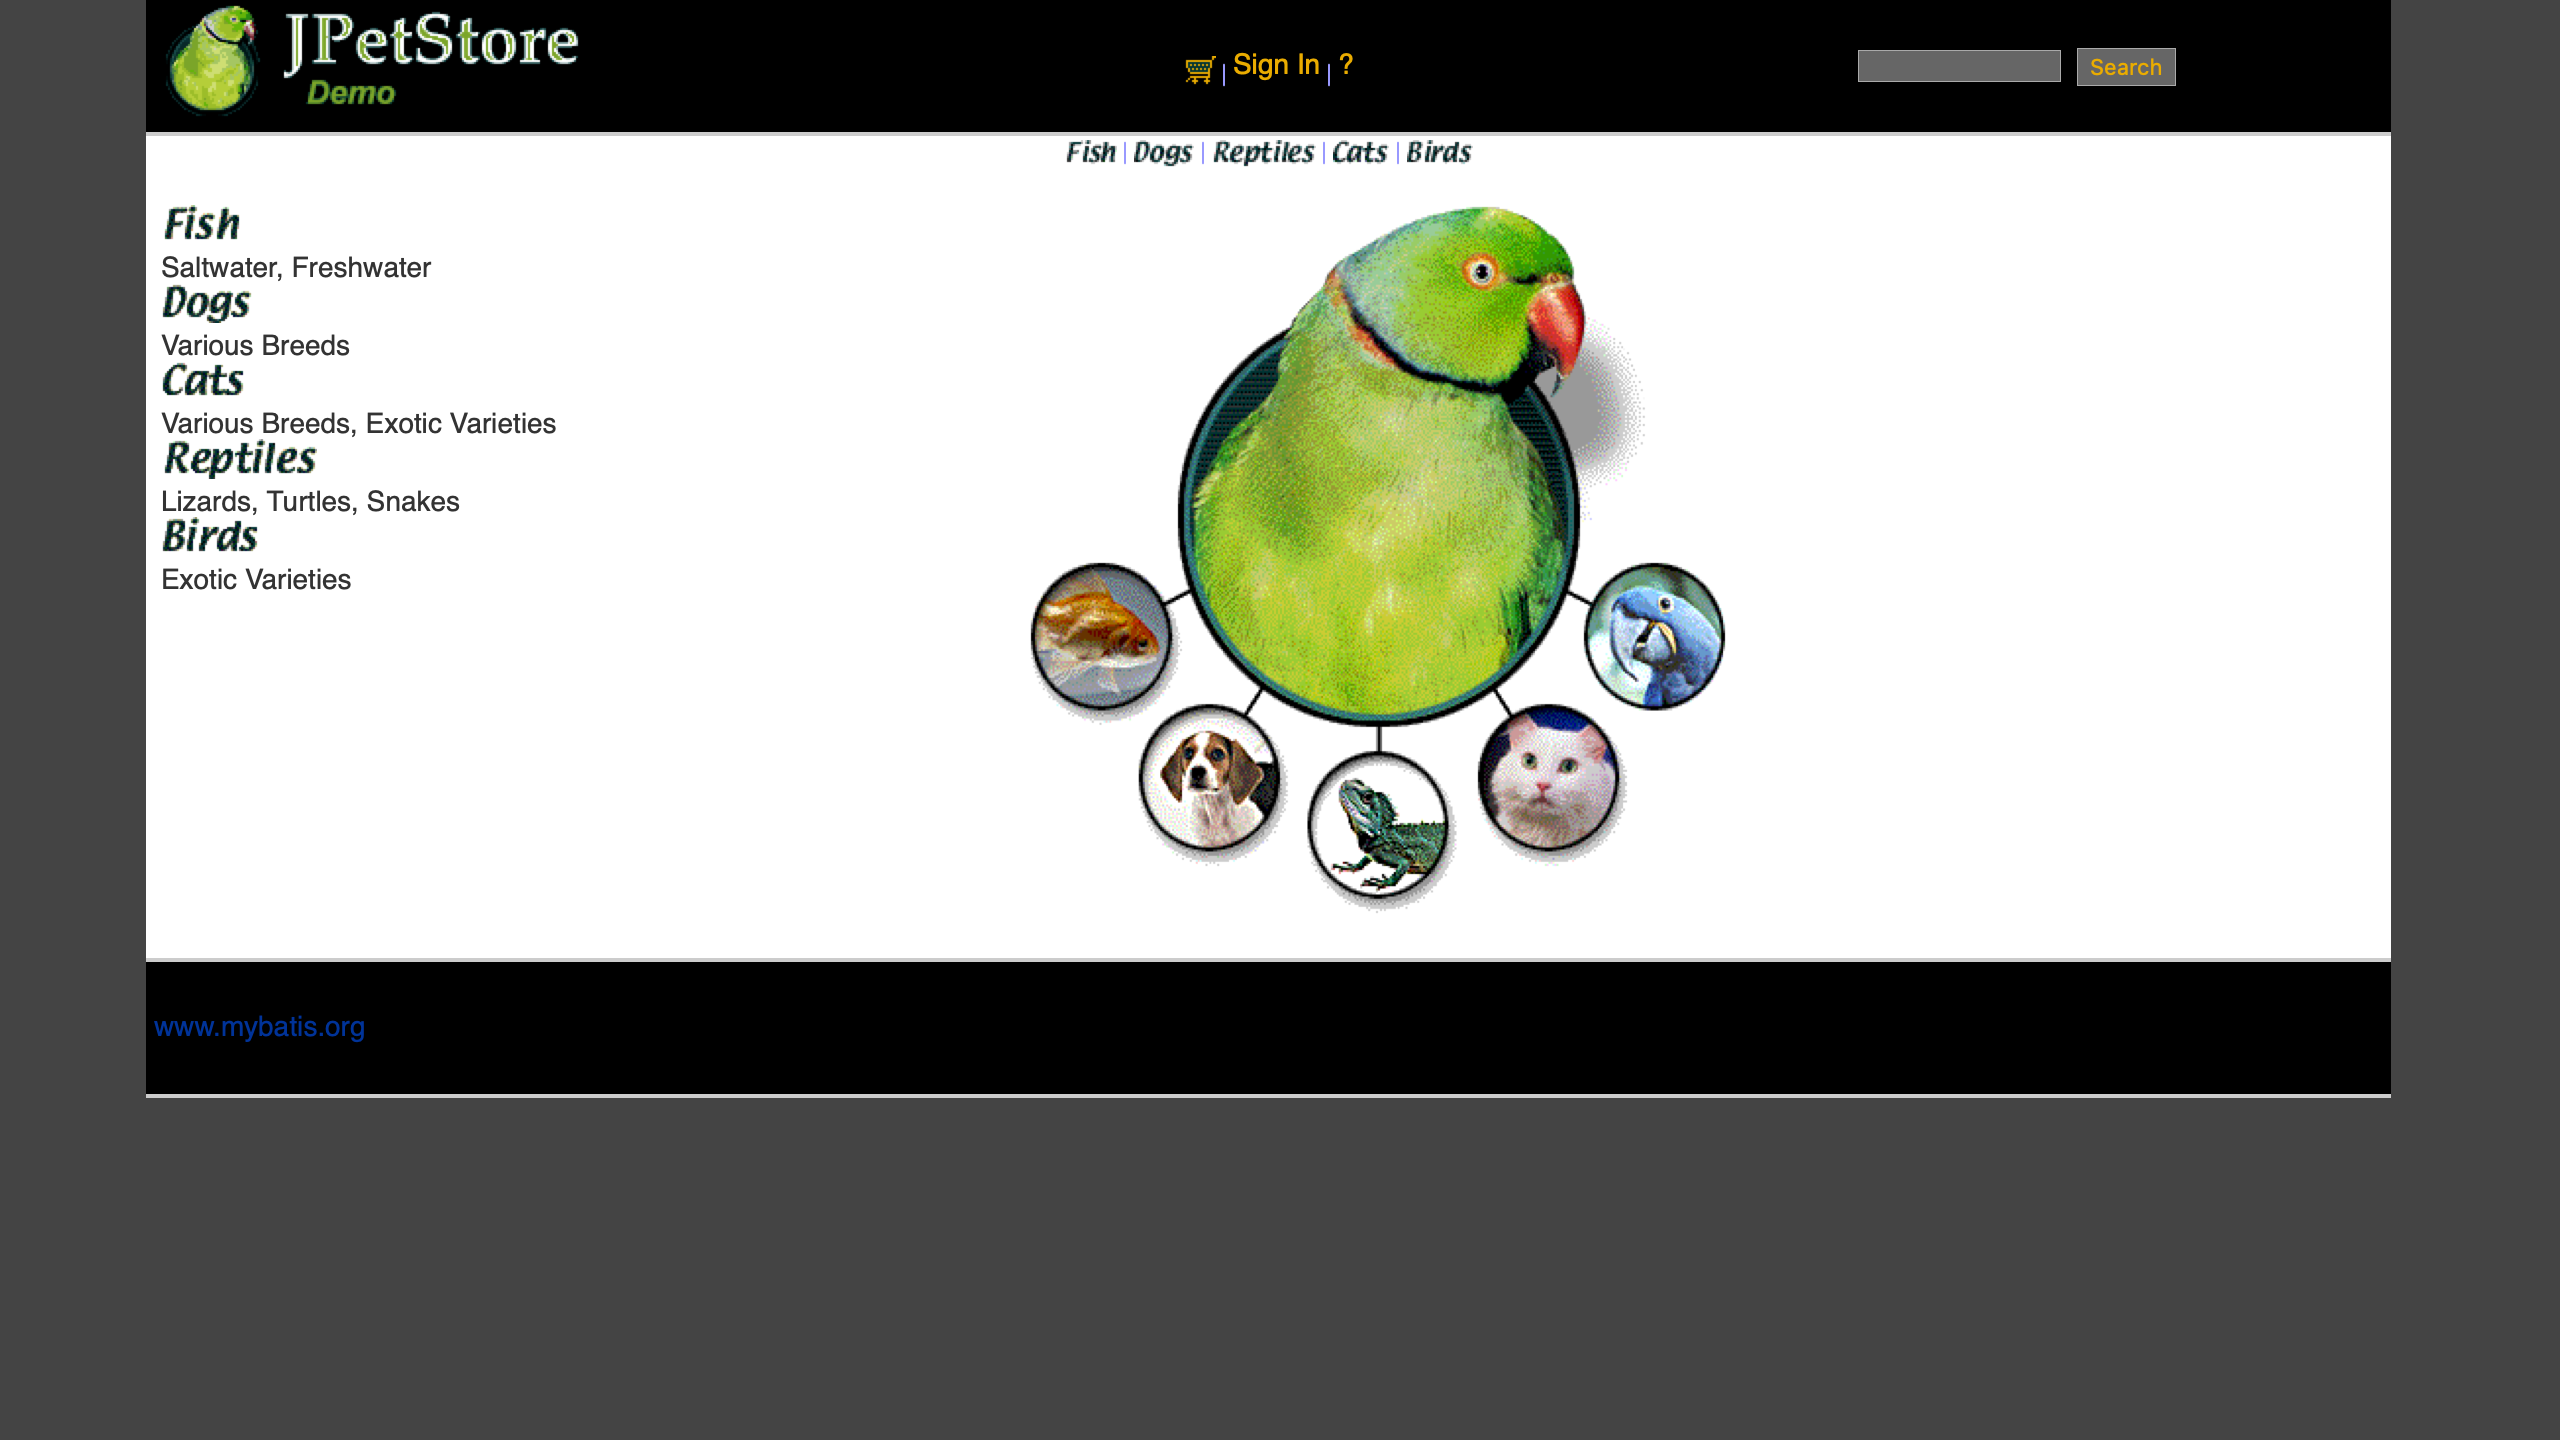 JPetStore
Demo
Sign In ?
Search
Fish Dogs Reptiles Cats Birds
Fish
Saltwater, Freshwater
Dogs
Various Breeds
Cats
Various Breeds, Exotic Varieties
Reptiles
Lizards, Turtles, Snakes
Birds
Exotic Varieties
www.mybatis.org